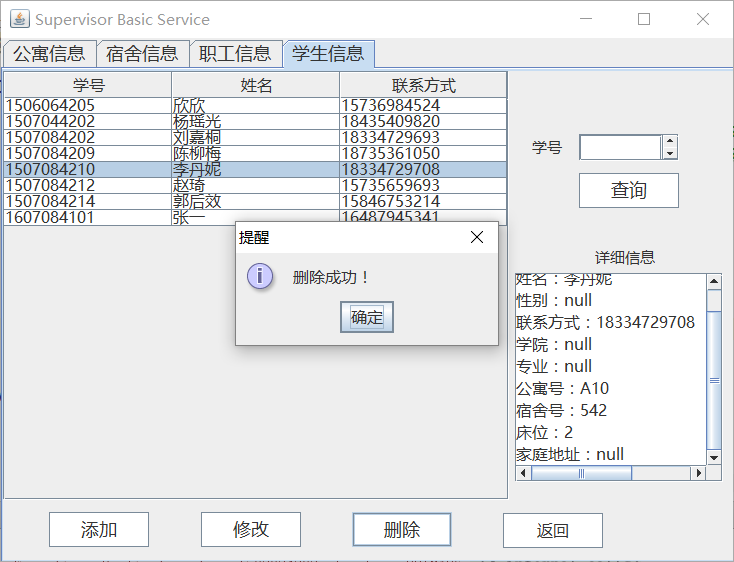 Supervisor Basic Service
公寓信息 宿舍信息 职工信息 学生信息
学号 姓名 联系方式
1506064205 欣欣 15736984524
1507044202 杨瑶光 18435409820
1507084202 刘嘉桐 18334729693
1507084209 陈柳梅 18735361050
1507084210 李丹妮 18334729708
1507084212 赵琦 15735659693
1507084214 郭后效 15846753214
1607084101 张一 16487945341
学号
查询
提醒
删除成功！
确定
详细信息
姓名：李丹妮
性别：null
联系方式：18334729708
学院：null
专业：null
公寓号：A10
宿舍号：542
床位：2
家庭地址：null
添加 修改 删除 返回